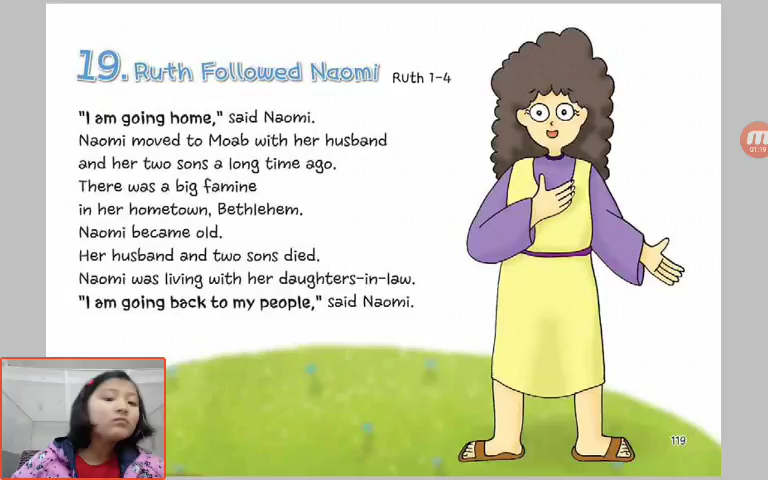 19. Ruth Followed Naomi Ruth 1-4
"I am going home," said Naomi.
Naomi moved to Moab with her husband
and her two sons a long time ago.
There was a big famine
in her hometown, Bethlehem.
Naomi became old.
Her husband and two sons died.
Naomi was living with her daughters-in-law.
"I am going back to my people," said Naomi.
119
01:19